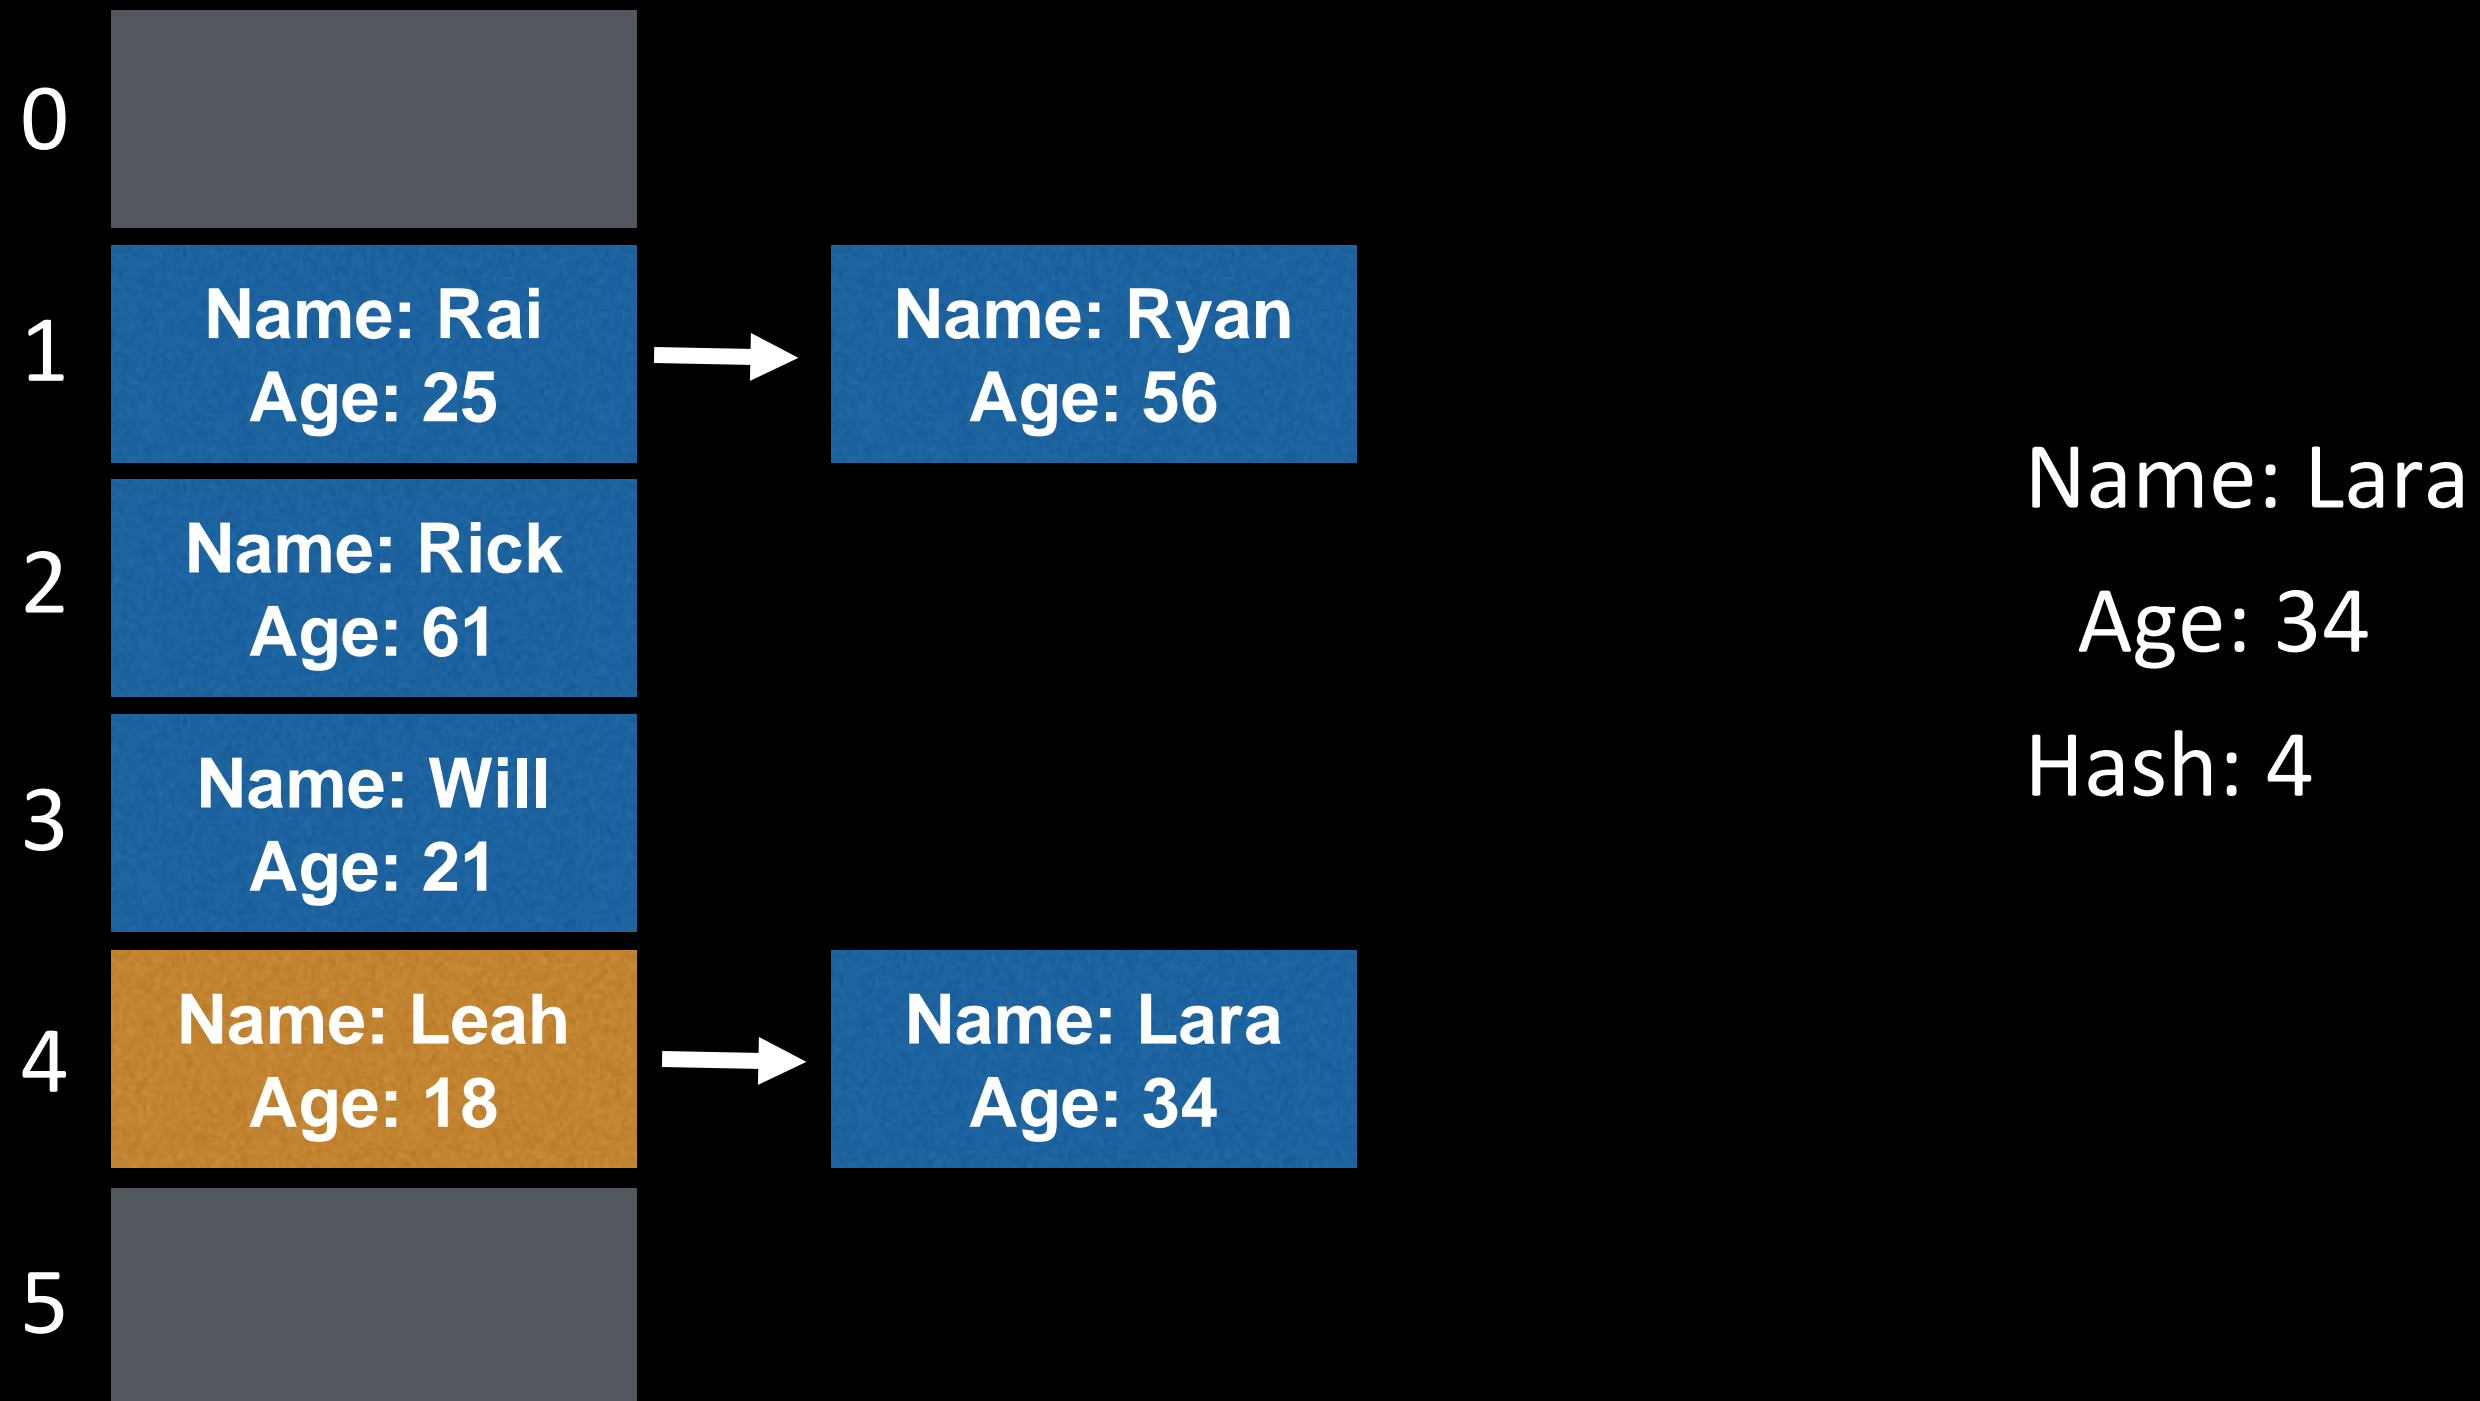 0
1
Name: Rai
Age: 25
Name: Ryan
Age: 56
2
Name: Rick
Age: 61
3
Name: Will
Age: 21
4
Name: Leah
Age: 18
Name: Lara
Age: 34
5
Name: Lara
Age: 34
Hash: 4